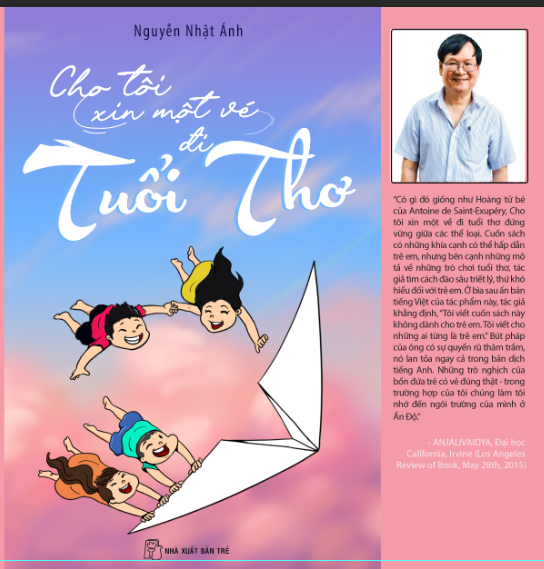 Nguyễn Nhật Ánh
Cho tôi
xin một vé
đi
Tuổi Thơ
NHÀ XUẤT BẢN TRẺ
"Có gì đó giống như Hoàng tử bé
của Antoine de Saint-Exupéry, Cho
tôi xin một vé đi tuổi thơ đứng
vững giữa các thể loại. Cuốn sách
có những khía cạnh có thể hấp dẫn
trẻ em, nhưng bên cạnh những mô
tả về những trò chơi tuổi thơ, tác
giả tìm cách đào sâu triết lý, thứ khó
hiểu đối với trẻ em. Ở bìa sau ấn bản
tiếng Việt của tác phẩm này, tác giả
khẳng định, "Tôi viết cuốn sách này
không dành cho trẻ em. Tôi viết cho
những ai từng là trẻ em." Bút pháp
của ông có sự quyến rũ thâm trầm,
nó lan tỏa ngay cả trong bản dịch
tiếng Anh. Những trò nghịch của
bốn đứa trẻ có vẻ đúng thật - trong
trường hợp của tôi chúng làm tôi
nhớ đến ngôi trường của mình ở
Ấn Độ."
- ANJALIVAIDYA, Đại học
California, Irvine (Los Angeles
Review of Book, May 28th, 2015)